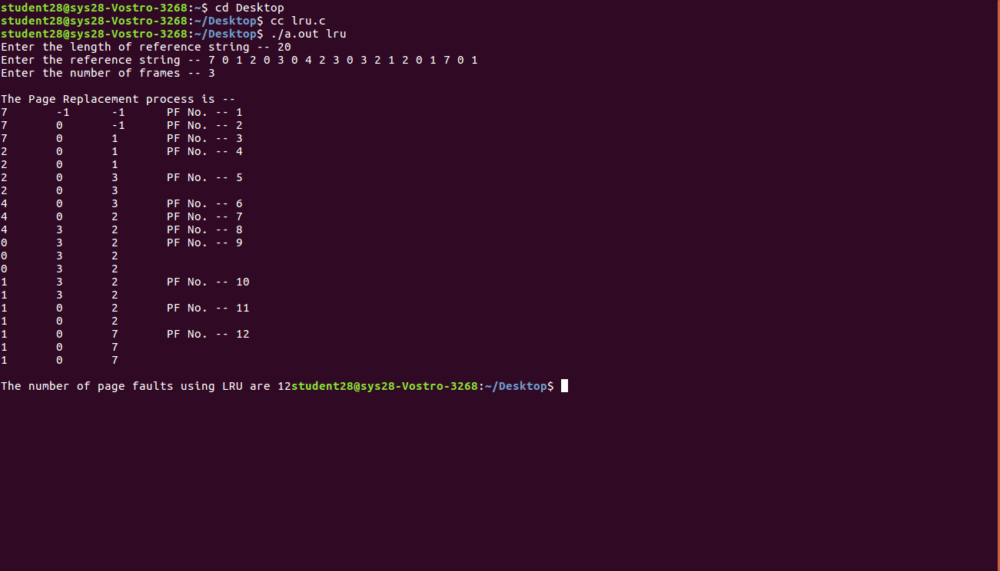 student28@sys28-Vostro-3268:~$ cd Desktop
student28@sys28-Vostro-3268:~/Desktop$ cc lru.c
student28@sys28-Vostro-3268:~/Desktop$ ./a.out lru
Enter the length of reference string -- 20
Enter the reference string -- 7 0 1 2 0 3 0 4 2 3 0 3 2 1 2 0 1 7 0 1
Enter the number of frames -- 3
The Page Replacement process is --
7	-1	-1	PF No. -- 1
7	0	-1	PF No. -- 2
7	0	1	PF No. -- 3
2	0	1	PF No. -- 4
2	0	1
2	0	3	PF No. -- 5
2	0	3
4	0	3	PF No. -- 6
4	0	2	PF No. -- 7
4	3	2	PF No. -- 8
0	3	2	PF No. -- 9
0	3	2
0	3	2
1	3	2	PF No. -- 10
1	3	2
1	0	2	PF No. -- 11
1	0	2
1	0	7	PF No. -- 12
1	0	7
1	0	7
The number of page faults using LRU are 12student28@sys28-Vostro-3268:~/Desktop$